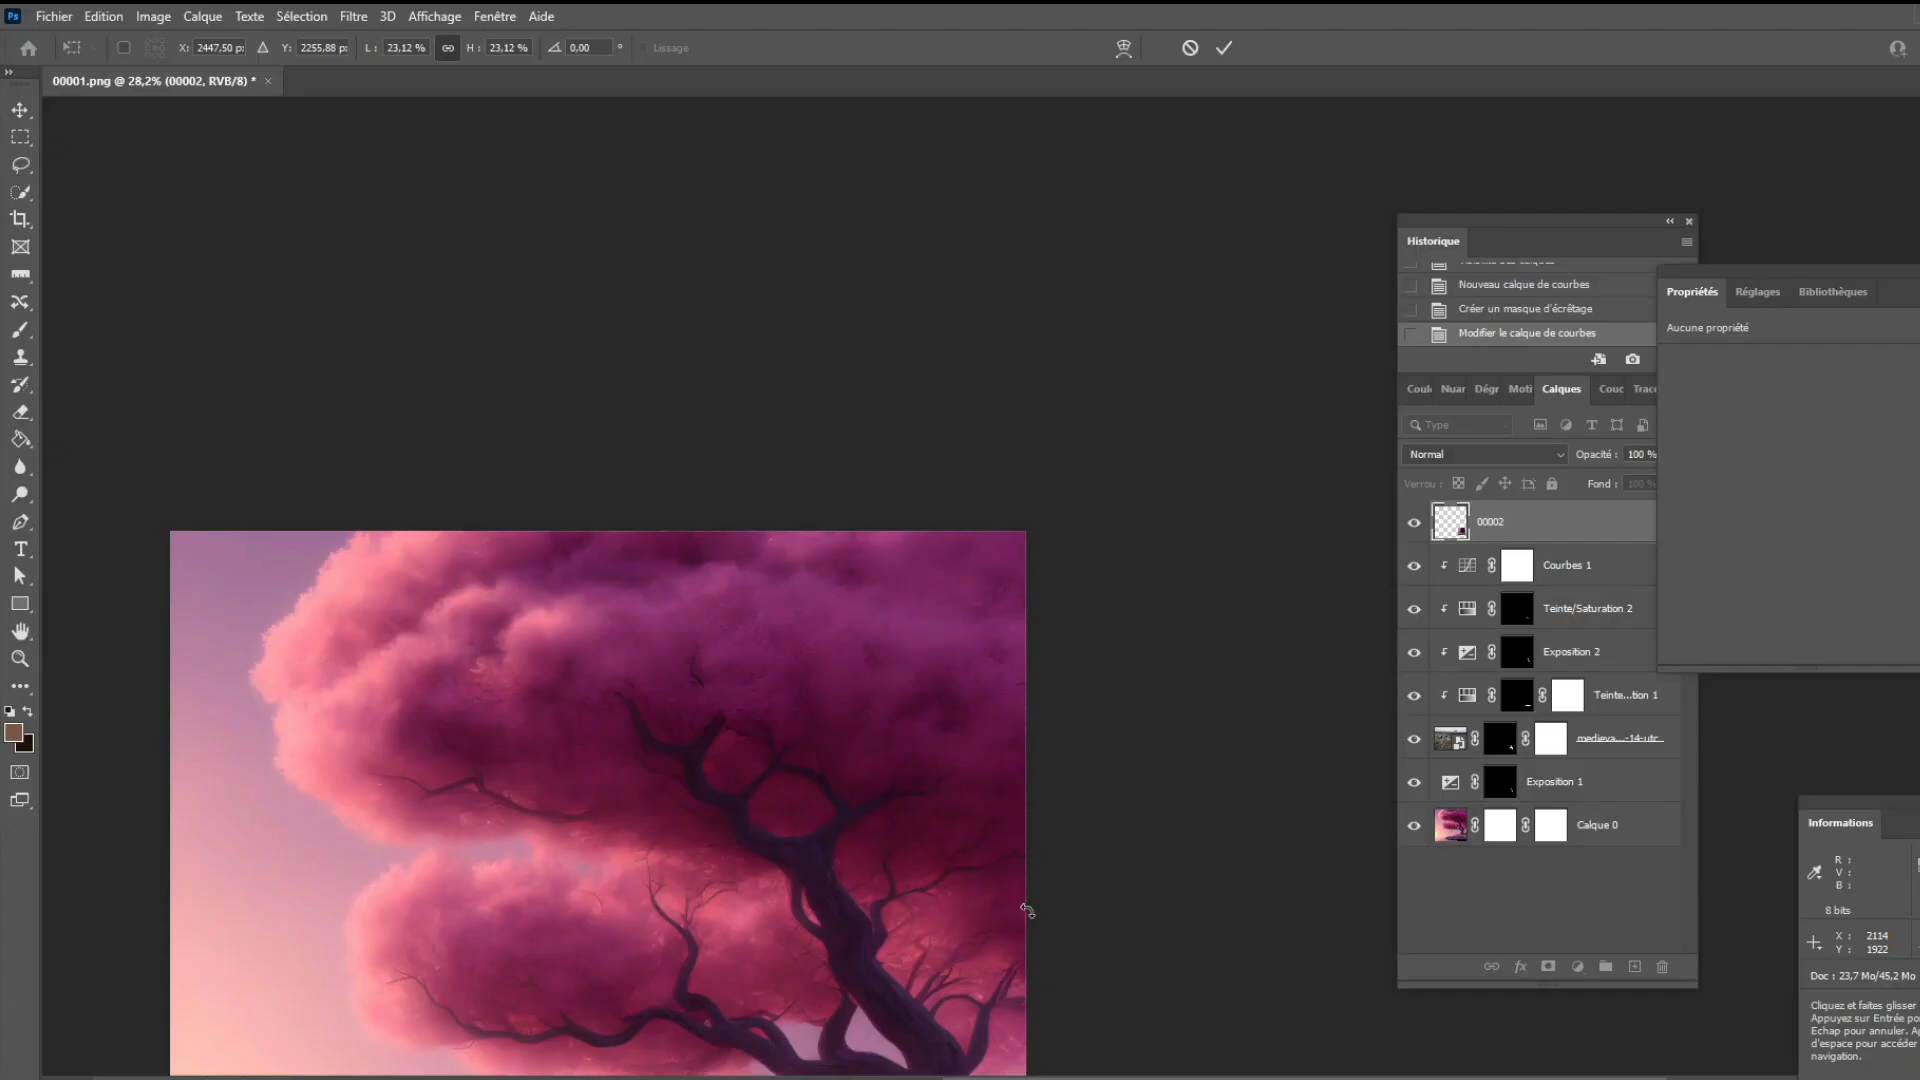 Ps Fichier Edition Image Calque Texte Sélection Filtre 3D Affichage Fenêtre Aide
X: 2447,50 p: Y: 2255,88 p: L : 23,12 % H : 23,12 % 0,00 ° Lissage
00001.png @ 28,2% (00002, RVB/8) * ×
Historique
Nouveau calque de courbes
Créer un masque d'écrêtage
Modifier le calque de courbes
Propriétés Réglages Bibliothèques
Aucune propriété
Coul Nuar Dégr Moti Calques Couc Trac
Type
Normal Opacité : 100 %
Verrou : Fond : 100 %
00002
Courbes 1
Teinte/Saturation 2
Exposition 2
Teinte...tion 1
medieva...-14-utc
Exposition 1
Calque 0
fx
Informations
R :
V :
B :
8 bits
X : 2114
Y : 1922
Doc : 23,7 Mo/45,2 Mo
Cliquez et faites glisser
Appuyez sur Entrée po
Echap pour annuler. A
d'espace pour accéder
navigation.